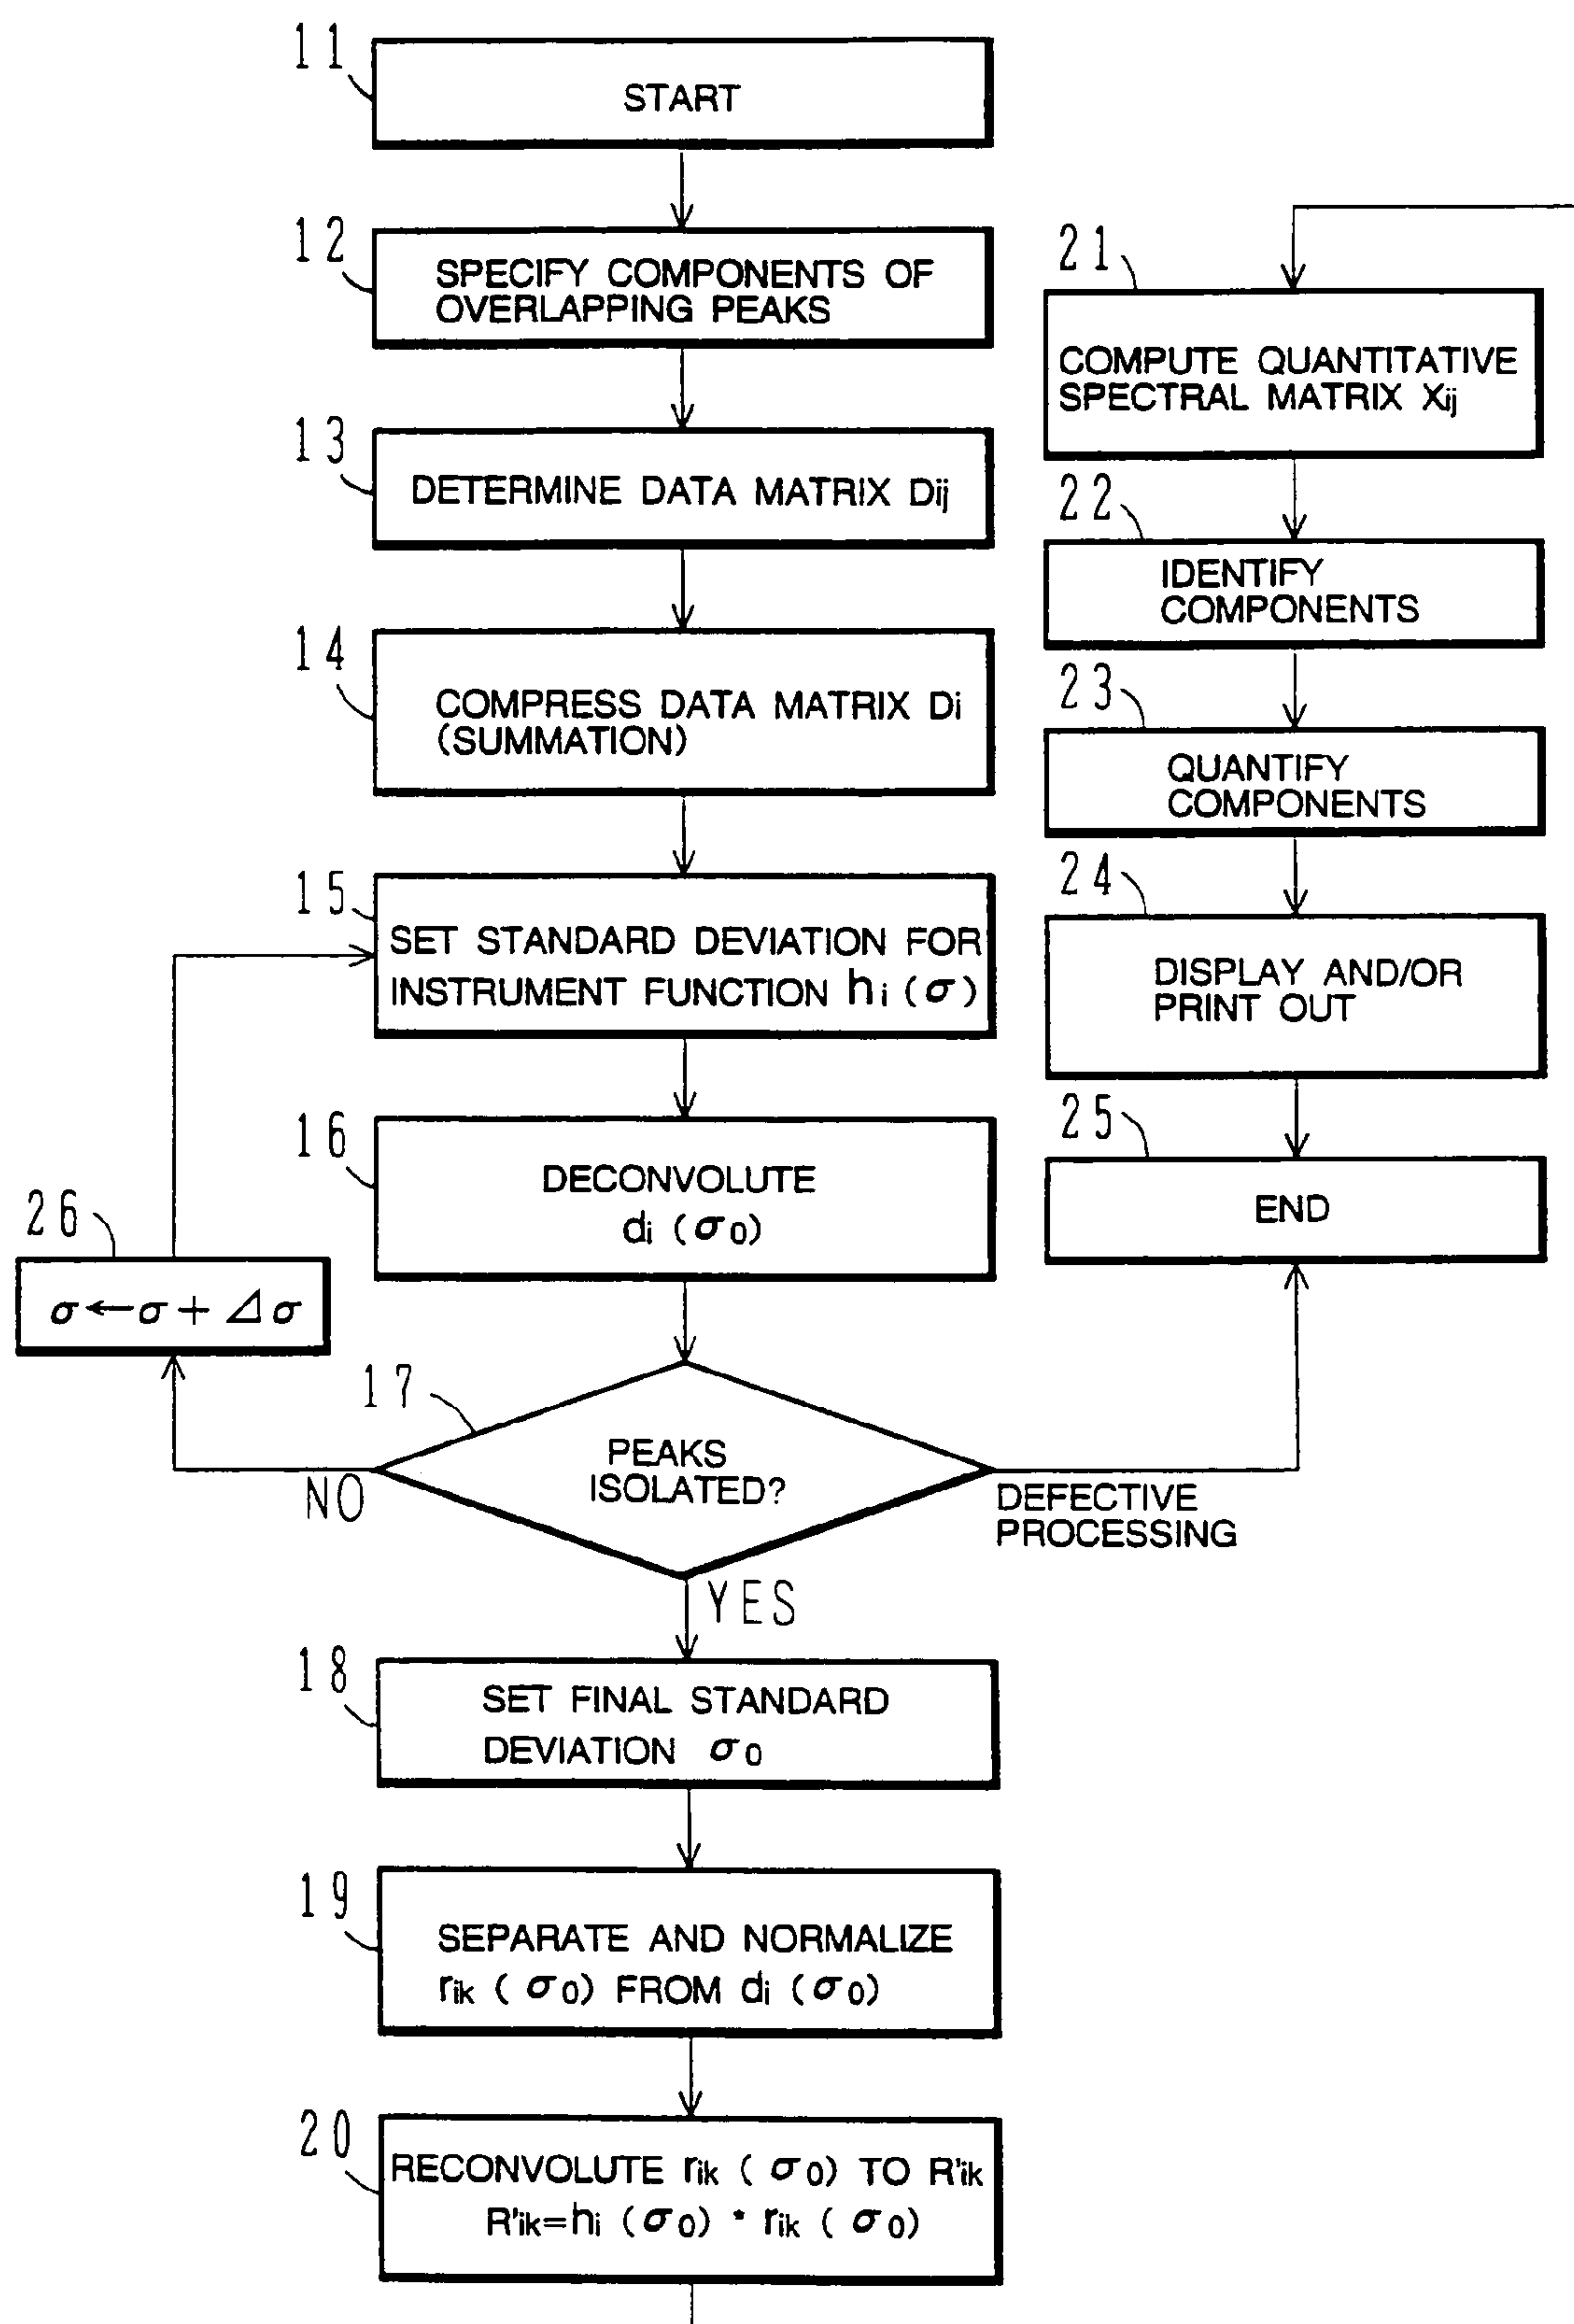 11
START
12
SPECIFY COMPONENTS OF
OVERLAPPING PEAKS
13
DETERMINE DATA MATRIX Dij
14
COMPRESS DATA MATRIX Di
(SUMMATION)
15
SET STANDARD DEVIATION FOR
INSTRUMENT FUNCTION hi (σ)
16
DECONVOLUTE
di (σ0)
26
σ←σ+Δσ
17
PEAKS
ISOLATED?
NO
DEFECTIVE
PROCESSING
YES
18
SET FINAL STANDARD
DEVIATION σ0
19
SEPARATE AND NORMALIZE
rik (σ0) FROM di (σ0)
20
RECONVOLUTE rik (σ0) TO R'ik
R'ik=hi (σ0) * rik (σ0)
21
COMPUTE QUANTITATIVE
SPECTRAL MATRIX Xij
22
IDENTIFY
COMPONENTS
23
QUANTIFY
COMPONENTS
24
DISPLAY AND/OR
PRINT OUT
25
END